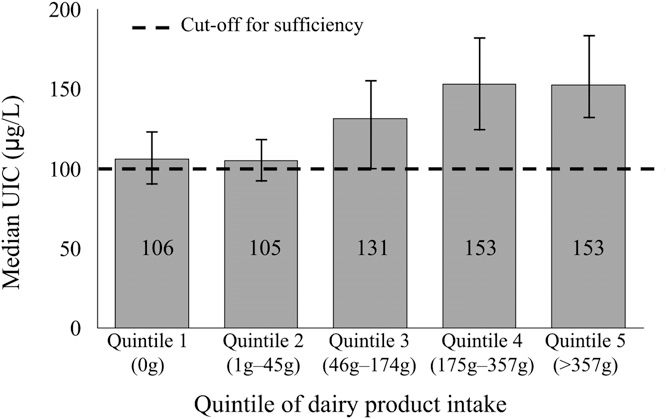 200
Cut-off for sufficiency
150
100
50
0
Median UIC (µg/L)
106
105
131
153
153
Quintile 1
(0g)
Quintile 2
(1g–45g)
Quintile 3
(46g–174g)
Quintile 4
(175g–357g)
Quintile 5
(>357g)
Quintile of dairy product intake